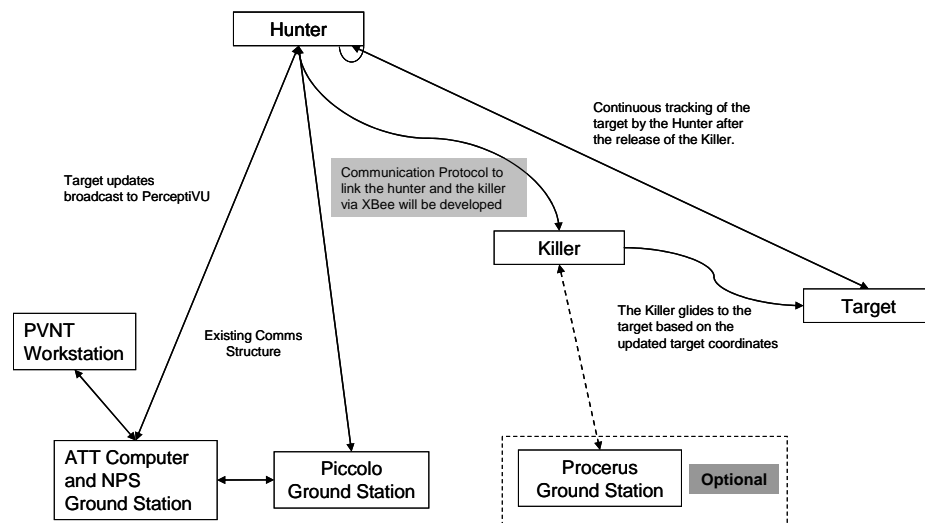 Hunter
Continuous tracking of the
target by the Hunter after
the release of the Killer.
Target updates
broadcast to PerceptiVU
Communication Protocol to
link the hunter and the killer
via XBee will be developed
Killer
Target
The Killer glides to the
target based on the
updated target coordinates
PVNT
Workstation
Existing Comms
Structure
ATT Computer
and NPS
Ground Station
Piccolo
Ground Station
Procerus
Ground Station
Optional